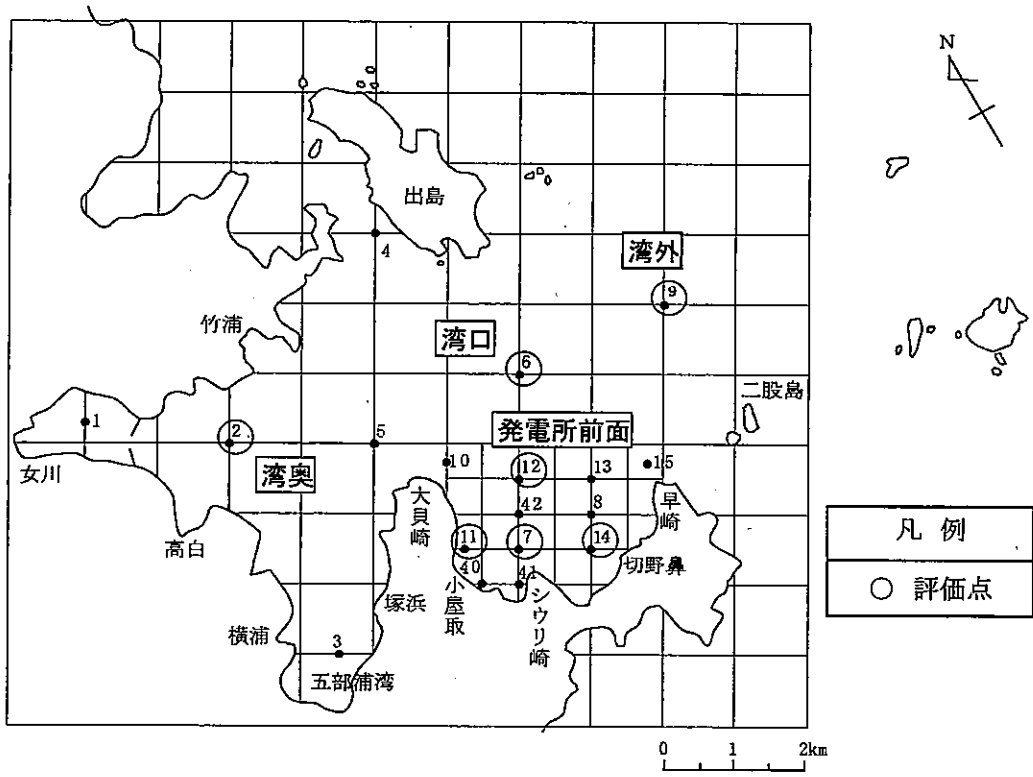 N
出島
4
湾外
9
竹浦
湾口
6
二股島
1
発電所前面
2
5
10
12
13
15
女川
湾奥
大貝崎
42
8
早崎
高白
11
7
14
切野鼻
凡例
○ 評価点
40
41
塚浜
小屋取
シウリ崎
横浦
3
五部浦湾
0 1 2km